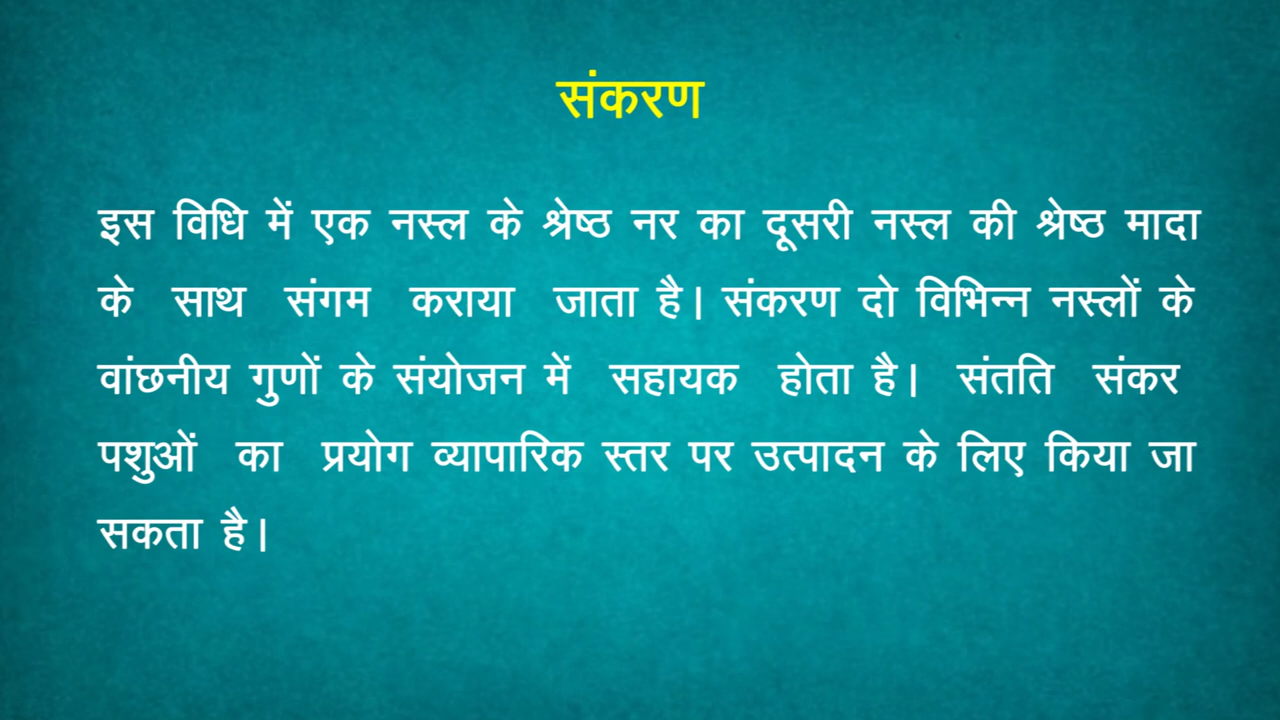 संकरण
इस विधि में एक नस्ल के श्रेष्ठ नर का दूसरी नस्ल की श्रेष्ठ मादा
के साथ संगम कराया जाता है। संकरण दो विभिन्न नस्लों के
वांछनीय गुणों के संयोजन में सहायक होता है। संतति संकर
पशुओं का प्रयोग व्यापारिक स्तर पर उत्पादन के लिए किया जा
सकता है।